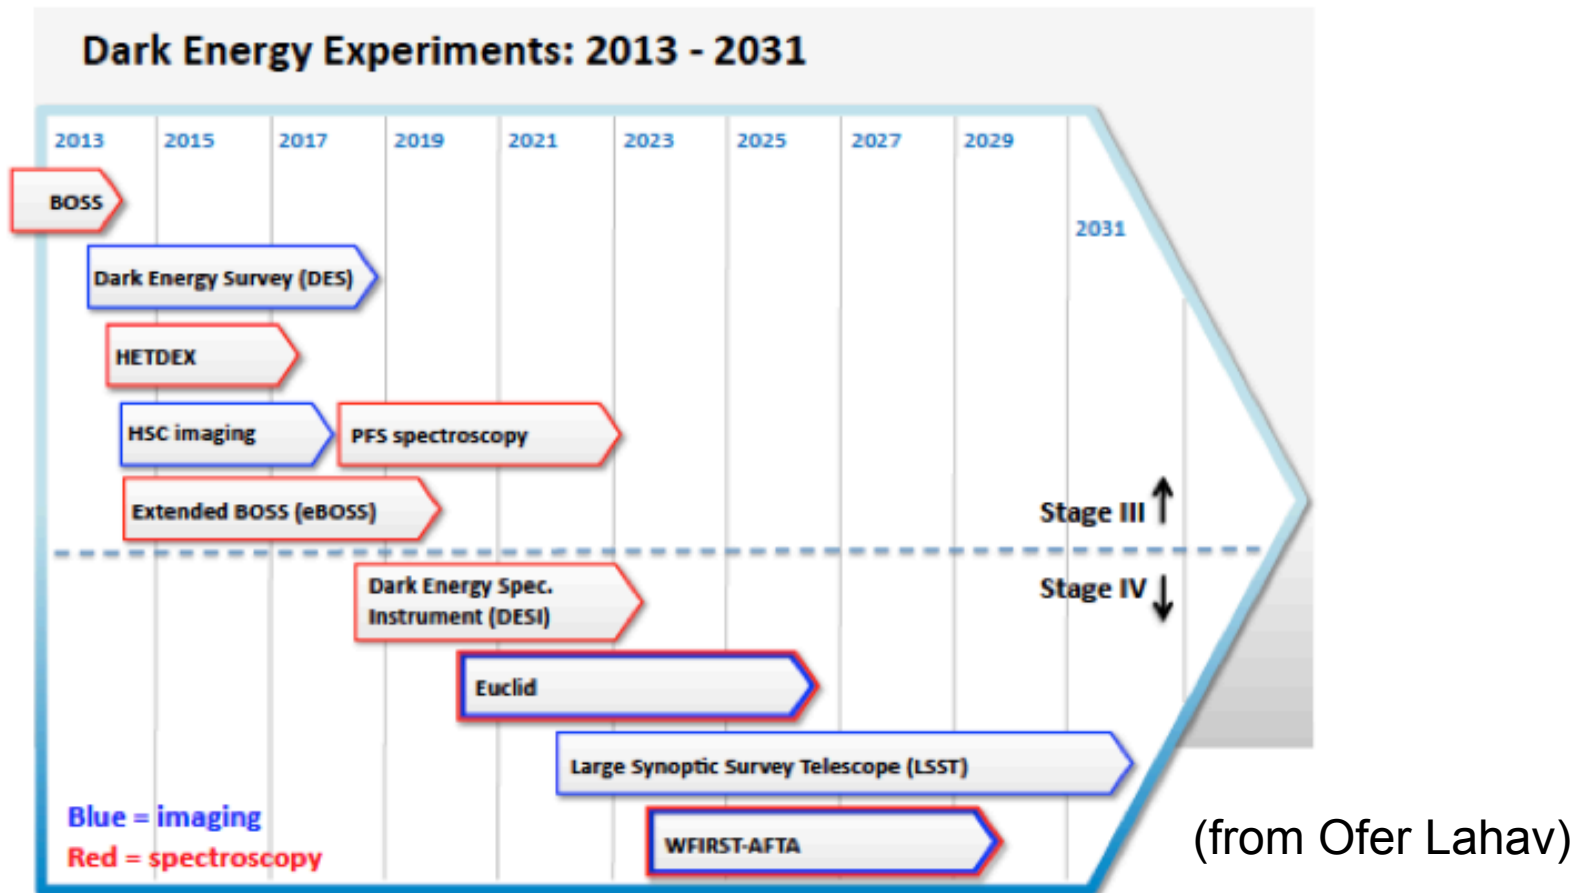 Dark Energy Experiments: 2013 - 2031
2013 2015 2017 2019 2021 2023 2025 2027 2029
BOSS
2031
Dark Energy Survey (DES)
HETDEX
HSC imaging
PFS spectroscopy
Extended BOSS (eBOSS)
Stage III
Dark Energy Spec.
Instrument (DESI)
Stage IV
Euclid
Large Synoptic Survey Telescope (LSST)
Blue = imaging
Red = spectroscopy
WFIRST-AFTA
(from Ofer Lahav)